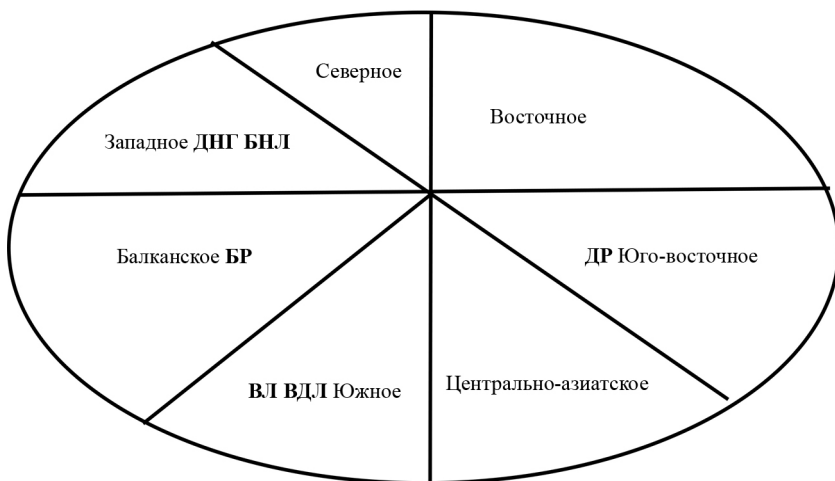 Северное
Восточное
Западное ДНГ БНЛ
Балканское БР
ДР Юго-восточное
ВЛ ВДЛ Южное
Центрально-азиатское